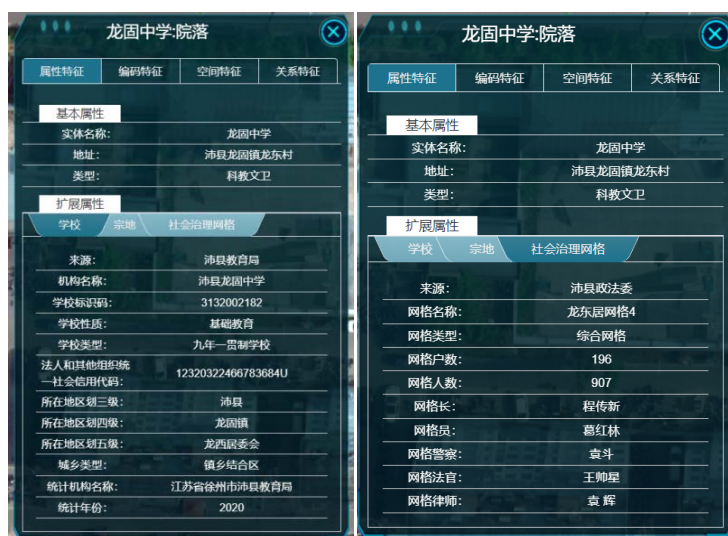 龙固中学:院落
属性特征 编码特征 空间特征 关系特征
基本属性
实体名称: 龙固中学
地址: 沛县龙固镇龙东村
类型: 科教文卫
扩展属性
学校 宗地 社会治理网格
来源: 沛县教育局
机构名称: 沛县龙固中学
学校标识码: 3132002182
学校性质: 基础教育
学校类型: 九年一贯制学校
法人和其他组织统
一社会信用代码: 12320322466783684U
所在地区划三级: 沛县
所在地区划四级: 龙固镇
所在地区划五级: 龙西居委会
城乡类型: 镇乡结合区
统计机构名称: 江苏省徐州市沛县教育局
统计年份: 2020
龙固中学:院落
属性特征 编码特征 空间特征 关系特征
基本属性
实体名称: 龙固中学
地址: 沛县龙固镇龙东村
类型: 科教文卫
扩展属性
学校 宗地 社会治理网格
来源: 沛县政法委
网格名称: 龙东居网格4
网格类型: 综合网格
网格户数: 196
网格人数: 907
网格长: 程传新
网格员: 葛红林
网格警察: 袁斗
网格法官: 王帅星
网格律师: 袁辉